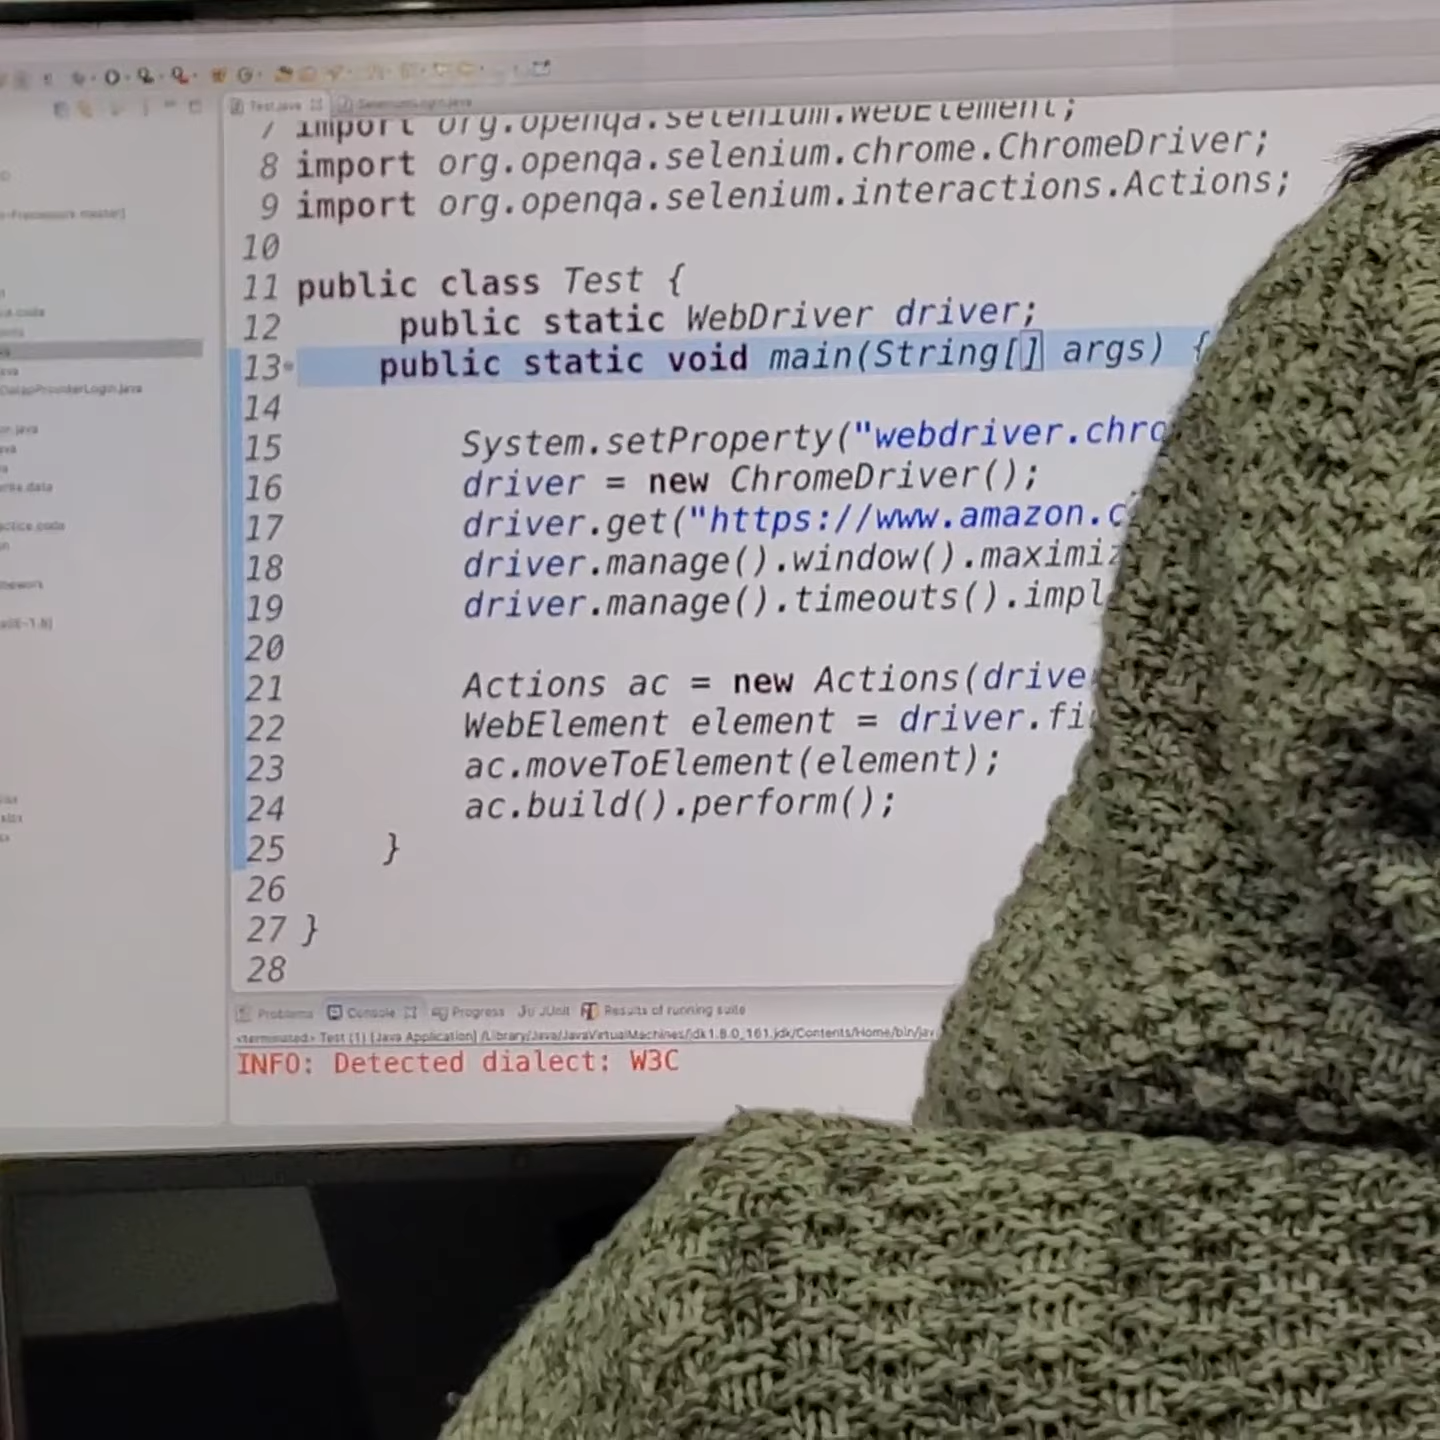 Test.java SeleniumLogin.java
7 import org.openqa.selenium.WebElement;
8 import org.openqa.selenium.chrome.ChromeDriver;
9 import org.openqa.selenium.interactions.Actions;
10
11 public class Test {
12 public static WebDriver driver;
13 public static void main(String[] args) {
14
15 System.setProperty("webdriver.chro
16 driver = new ChromeDriver();
17 driver.get("https://www.amazon.c
18 driver.manage().window().maximiz
19 driver.manage().timeouts().impl
20
21 Actions ac = new Actions(drive
22 WebElement element = driver.fi
23 ac.moveToElement(element);
24 ac.build().perform();
25 }
26
27 }
28
Problems Console Progress JUnit Results of running suite
<terminated> Test (1) [Java Application] /Library/Java/JavaVirtualMachines/jdk1.8.0_161.jdk/Contents/Home/bin/jav
INFO: Detected dialect: W3C